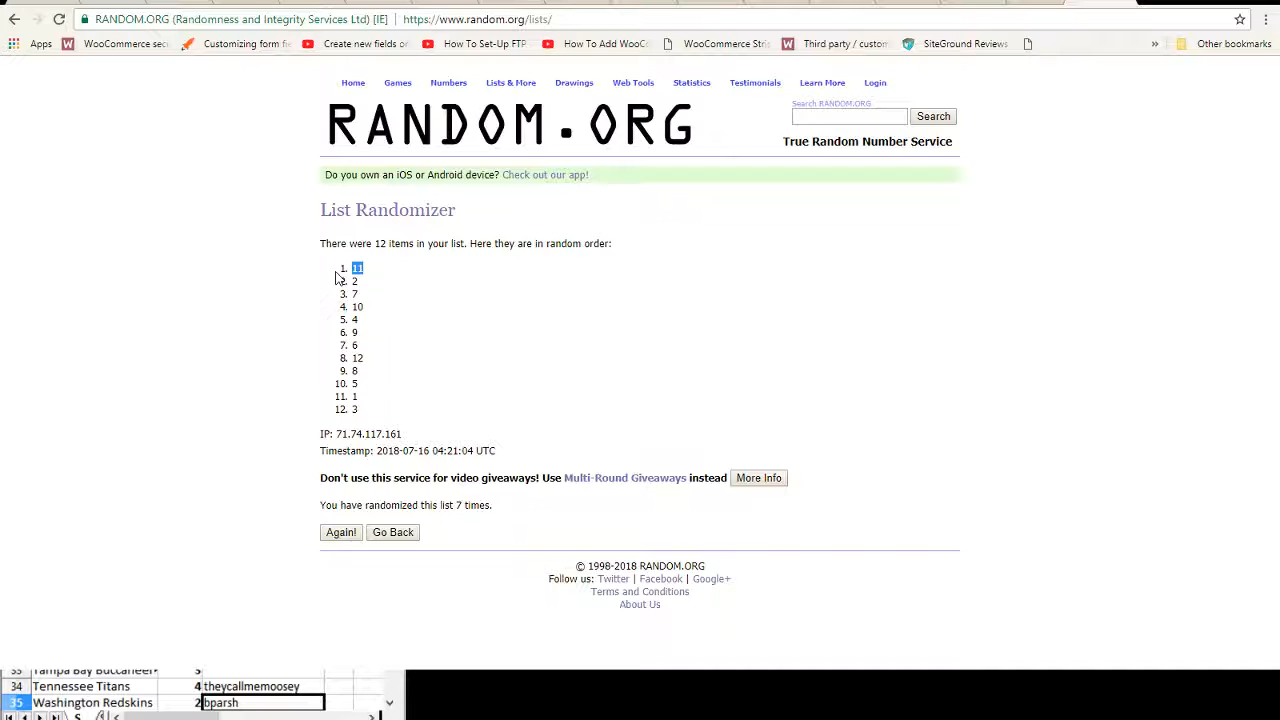 RANDOM.ORG (Randomness and Integrity Services Ltd) [IE] | https://www.random.org/lists/
Apps WooCommerce sec Customizing form fi Create new fields o How To Set-Up FTP How To Add WooC WooCommerce Stri Third party / custom SiteGround Reviews » Other bookmarks
Home Games Numbers Lists & More Drawings Web Tools Statistics Testimonials Learn More Login
Search RANDOM.ORG
RANDOM.ORG
Search
True Random Number Service
Do you own an iOS or Android device? Check out our app!
List Randomizer
There were 12 items in your list. Here they are in random order:
1. 11
2. 2
3. 7
4. 10
5. 4
6. 9
7. 6
8. 12
9. 8
10. 5
11. 1
12. 3
IP: 71.74.117.161
Timestamp: 2018-07-16 04:21:04 UTC
Don't use this service for video giveaways! Use Multi-Round Giveaways instead More Info
You have randomized this list 7 times.
Again! Go Back
© 1998-2018 RANDOM.ORG
Follow us: Twitter | Facebook | Google+
Terms and Conditions
About Us
33 Tampa Bay Buccaneer
34 Tennessee Titans 4 theycallmemoosey
35 Washington Redskins 2 bparsh